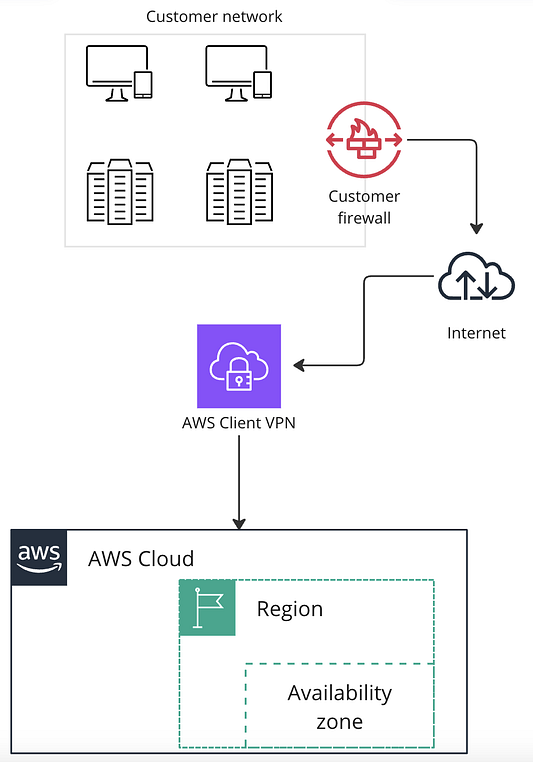 Customer network
Customer
firewall
Internet
AWS Client VPN
aws
AWS Cloud
Region
Availability
zone